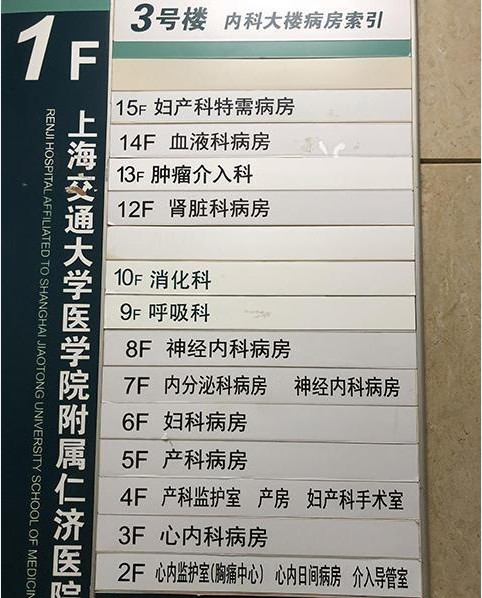 1F
上海交通大学医学院附属仁济医院
RENJI HOSPITAL AFFILIATED TO SHANGHAI JIAOTONG UNIVERSITY SCHOOL OF MEDICIN
3号楼 内科大楼病房索引
15F 妇产科特需病房
14F 血液科病房
13F 肿瘤介入科
12F 肾脏科病房
10F 消化科
9F 呼吸科
8F 神经内科病房
7F 内分泌科病房 神经内科病房
6F 妇科病房
5F 产科病房
4F 产科监护室 产房 妇产科手术室
3F 心内科病房
2F 心内监护室(胸痛中心) 心内日间病房 介入导管室